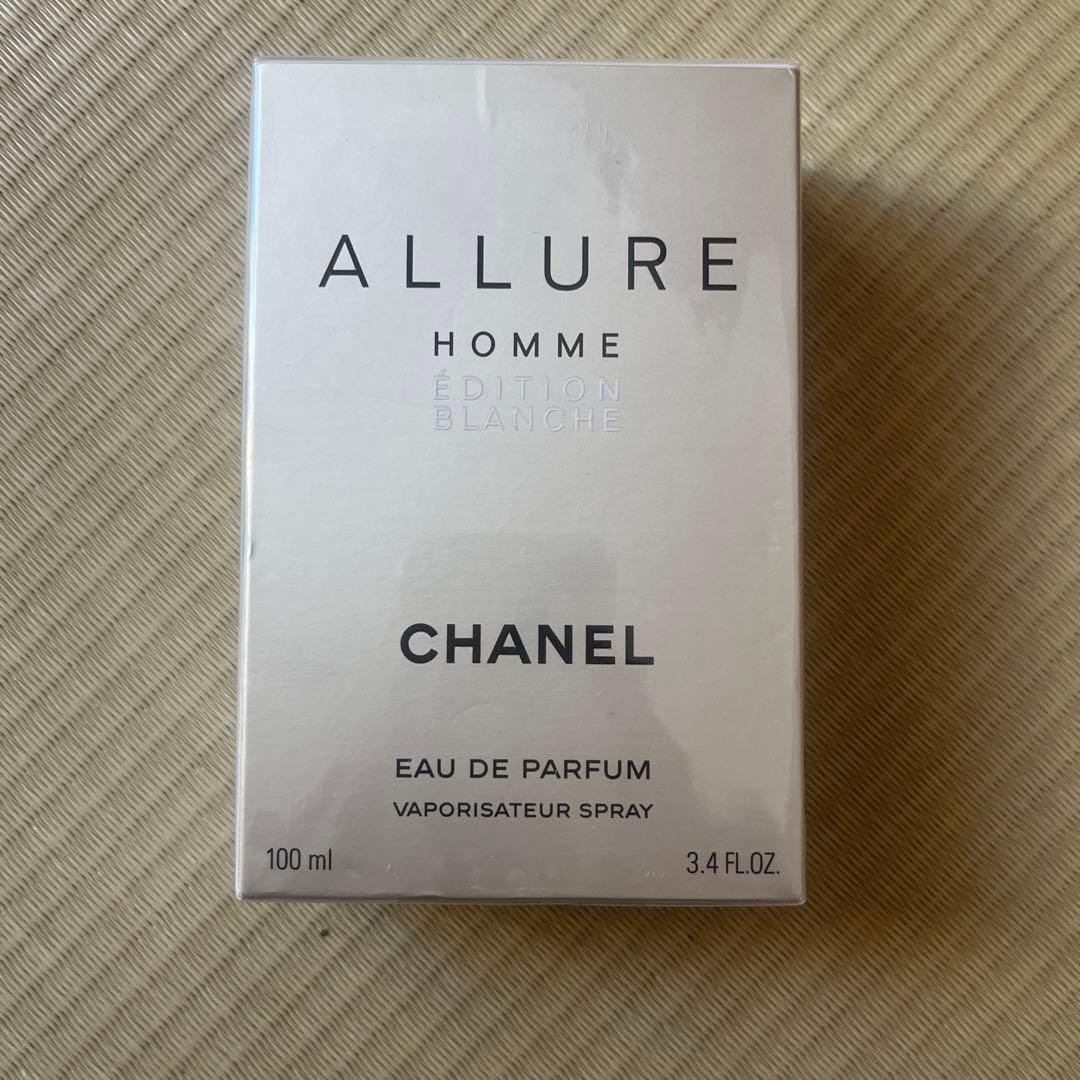 ALLURE
HOMME
ÉDITION
BLANCHE
CHANEL
EAU DE PARFUM
VAPORISATEUR SPRAY
100 ml
3.4 FL.OZ.